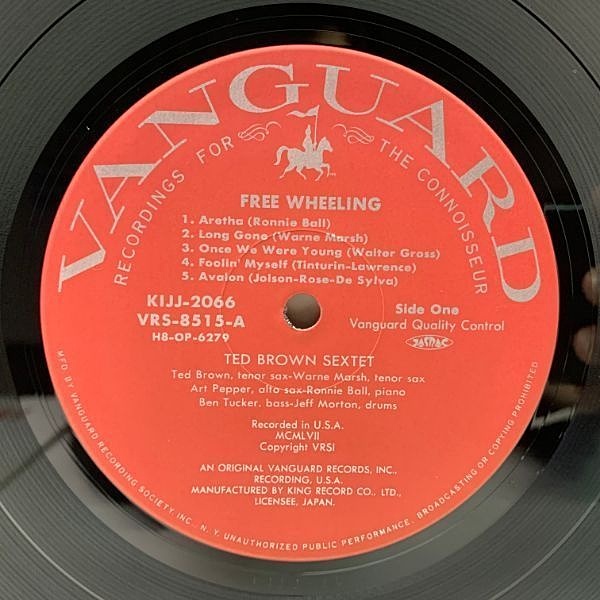 VANGUARD
RECORDINGS FOR THE CONNOISSEUR
FREE WHEELING
1. Aretha (Ronnie Ball)
2. Long Gone (Warne Marsh)
3. Once We Were Young (Walter Gross)
4. Foolin' Myself (Tinturin-Lawrence)
5. Avalon (Jolson-Rose-De Sylva)
KIJJ-2066
VRS-8515-A
H8-OP-6279
Side One
Vanguard Quality Control
JASRAC
TED BROWN SEXTET
Ted Brown, tenor sax-Warne Marsh, tenor sax
Art Pepper, alto sax-Ronnie Ball, piano
Ben Tucker, bass-Jeff Morton, drums
Recorded in U.S.A.
MCMLVII
Copyright VRSI
AN ORIGINAL VANGUARD RECORDS, INC.,
RECORDING, U.S.A.
MANUFACTURED BY KING RECORD CO., LTD.,
LICENSEE, JAPAN.
MFD. BY VANGUARD RECORDING SOCIETY, INC., N. Y. UNAUTHORIZED PUBLIC PERFORMANCE, BROADCASTING OR COPYING PROHIBITED.